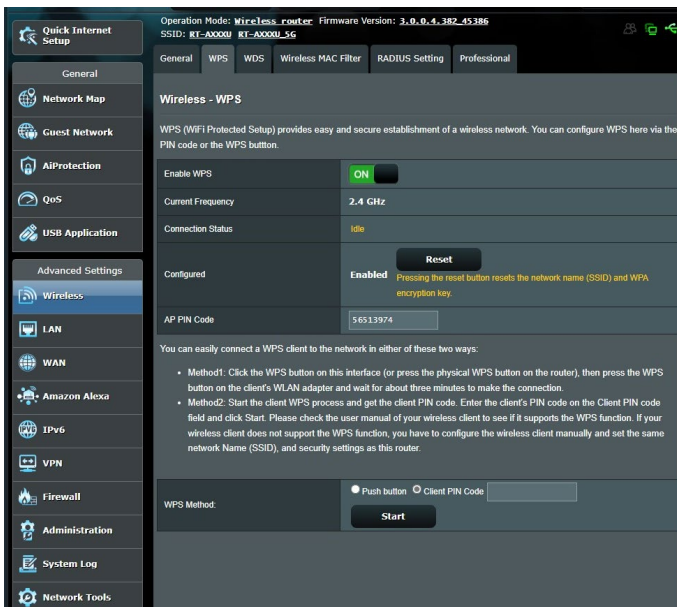 Operation Mode: Wireless router Firmware Version: 3.0.0.4.382_45386
SSID: RT-AXXXU RT-AXXXU_5G
Quick Internet
Setup
General
Network Map
Guest Network
AiProtection
QoS
USB Application
Advanced Settings
Wireless
LAN
WAN
Amazon Alexa
IPv6
VPN
Firewall
Administration
System Log
Network Tools
General WPS WDS Wireless MAC Filter RADIUS Setting Professional
Wireless - WPS
WPS (WiFi Protected Setup) provides easy and secure establishment of a wireless network. You can configure WPS here via the
PIN code or the WPS buttton.
Enable WPS ON
Current Frequency 2.4 GHz
Connection Status Idle
Configured Enabled Reset
Pressing the reset button resets the network name (SSID) and WPA
encryption key.
AP PIN Code 56513974
You can easily connect a WPS client to the network in either of these two ways:
• Method1: Click the WPS button on this interface (or press the physical WPS button on the router), then press the WPS
button on the client's WLAN adapter and wait for about three minutes to make the connection.
• Method2: Start the client WPS process and get the client PIN code. Enter the client's PIN code on the Client PIN code
field and click Start. Please check the user manual of your wireless client to see if it supports the WPS function. If your
wireless client does not support the WPS function, you have to configure the wireless client manually and set the same
network Name (SSID), and security settings as this router.
WPS Method: Push button Client PIN Code
Start